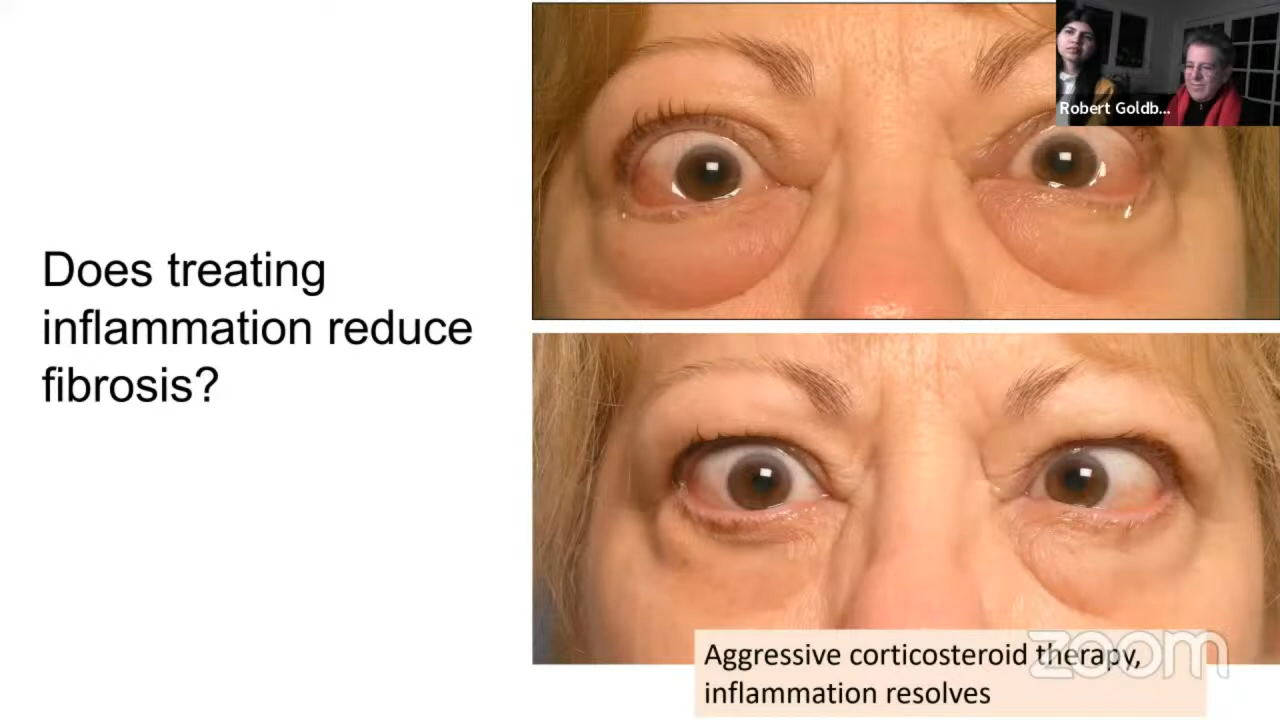 Does treating
inflammation reduce
fibrosis?
Robert Goldb...
Aggressive corticosteroid therapy,
inflammation resolves
zoom